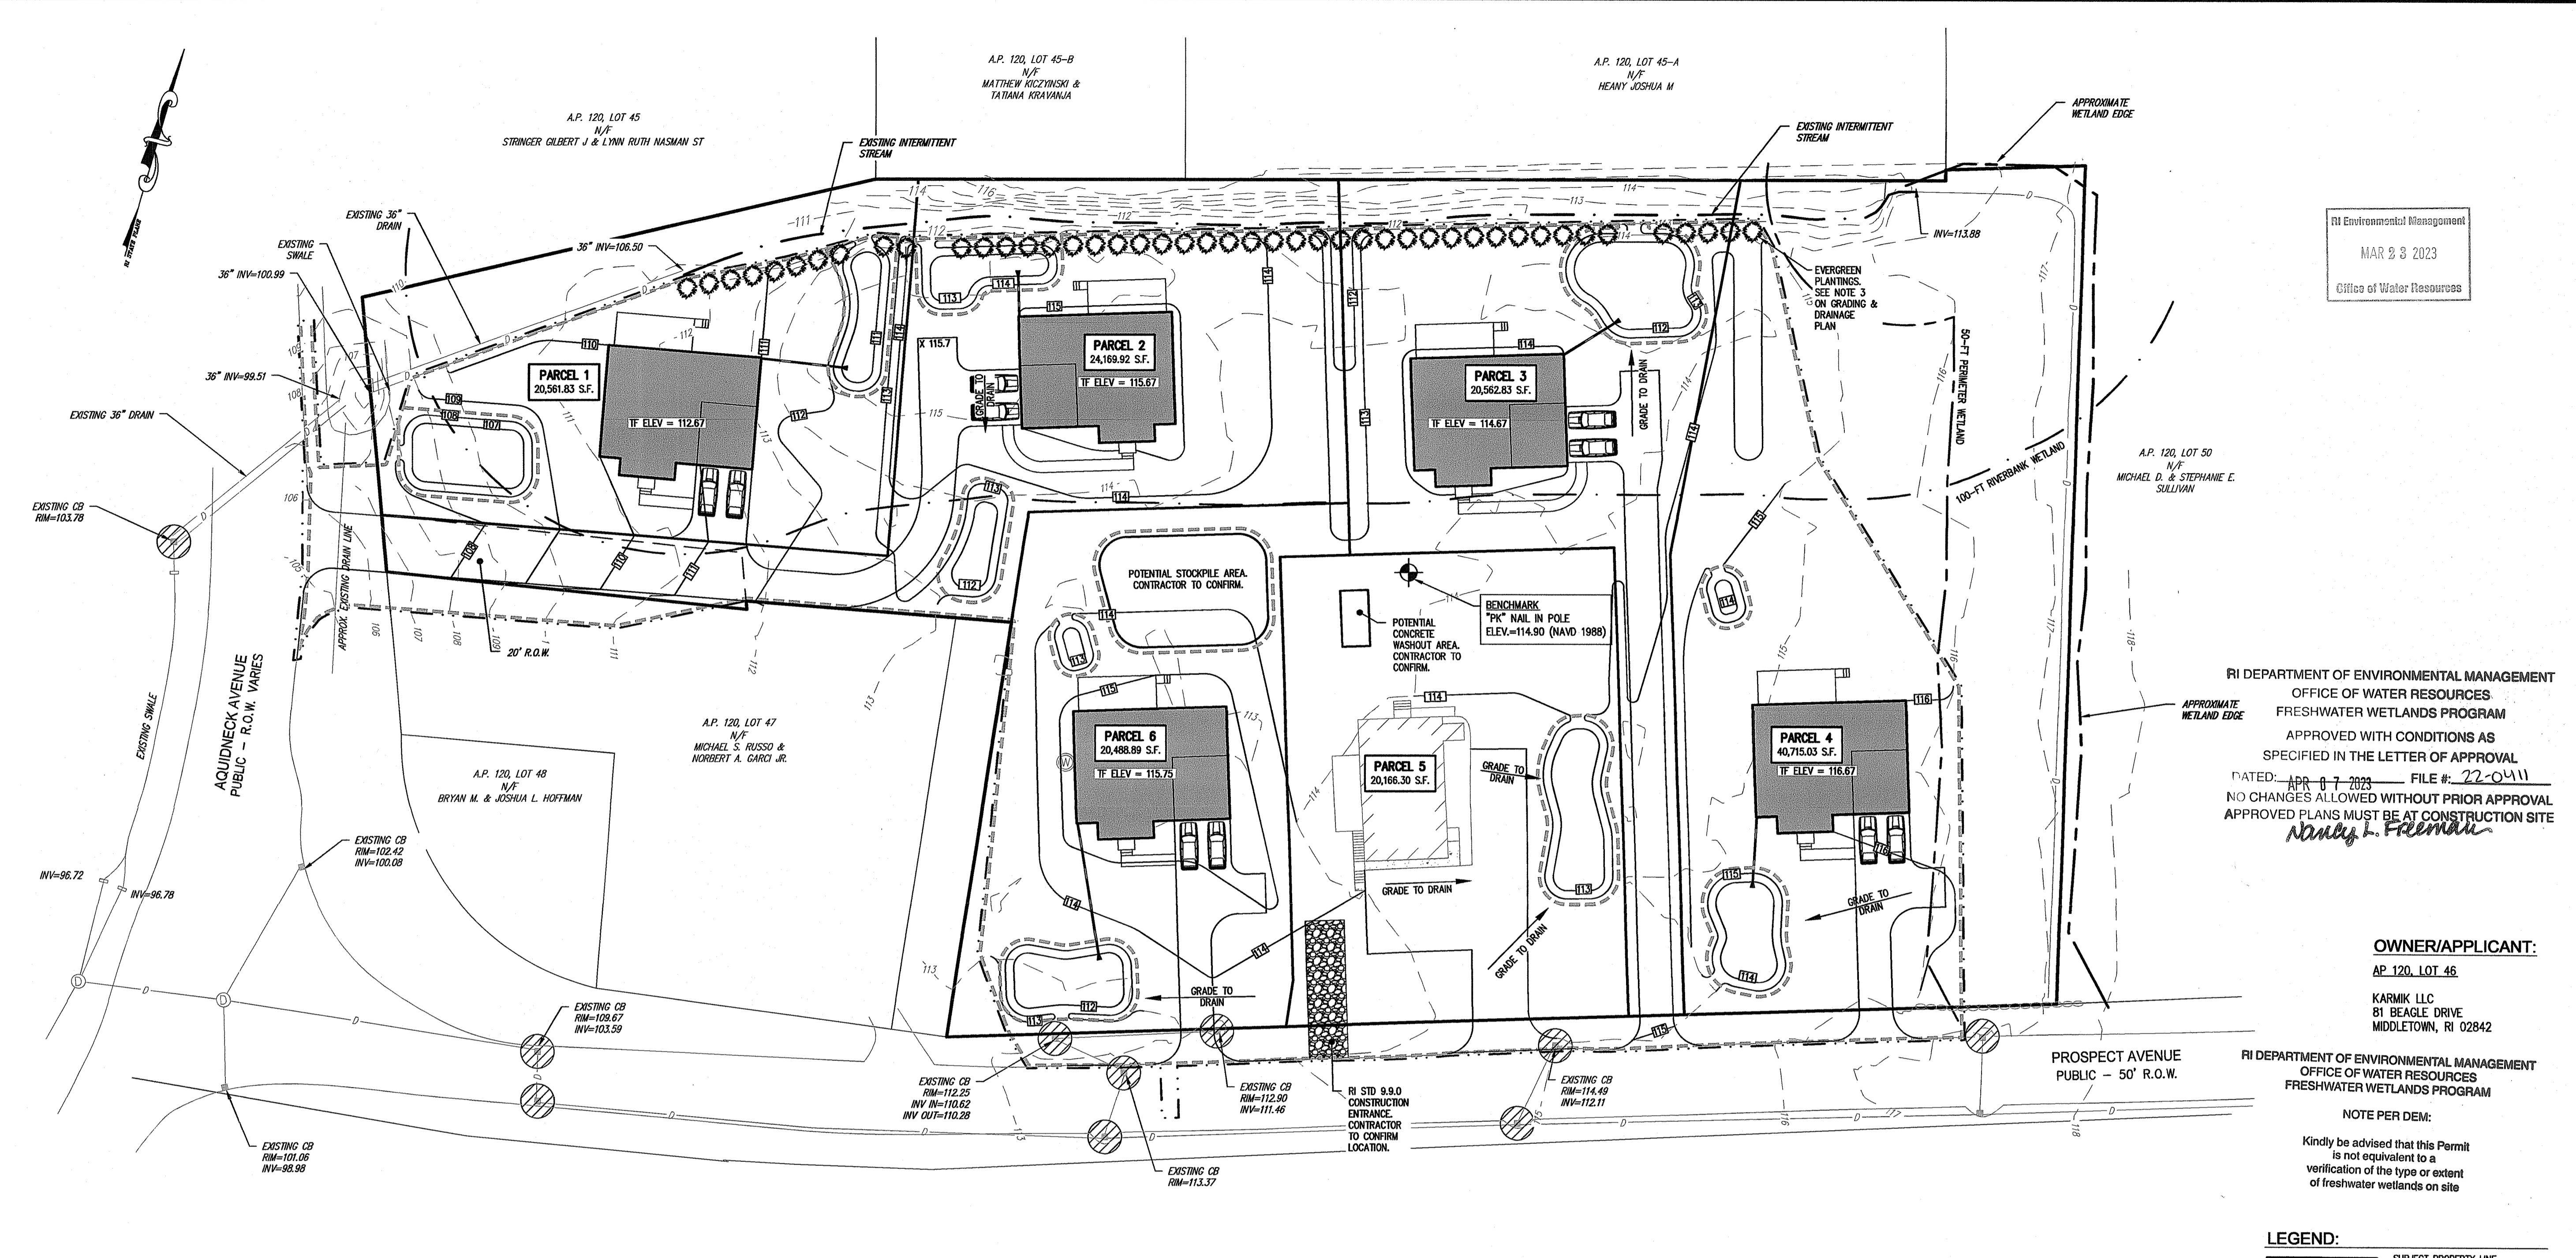 A.P. 120, LOT 45
N/F
STRINGER GILBERT J & LYNN RUTH NASMAN ST
A.P. 120, LOT 45-B
N/F
MATTHEW KICZYINSKI &
TATIANA KRAVANJA
A.P. 120, LOT 45-A
N/F
HEANY JOSHUA M
APPROXIMATE
WETLAND EDGE
EXISTING INTERMITTENT
STREAM
EXISTING INTERMITTENT
STREAM
RI STATE PLANE
EXISTING 36"
DRAIN
EXISTING
SWALE
36" INV=106.50
36" INV=100.99
36" INV=99.51
EXISTING 36" DRAIN
EXISTING CB
RIM=103.78
INV=113.88
RI Environmental Management
MAR 23 2023
Office of Water Resources
EVERGREEN
PLANTINGS.
SEE NOTE 3
ON GRADING &
DRAINAGE
PLAN
PARCEL 1
20,561.83 S.F.
TF ELEV = 112.67
X 115.7
GRADE TO
DRAIN
PARCEL 2
24,169.92 S.F.
TF ELEV = 115.67
PARCEL 3
20,562.83 S.F.
TF ELEV = 114.67
GRADE TO DRAIN
50-FT PERIMETER WETLAND
100-FT RIVERBANK WETLAND
A.P. 120, LOT 50
N/F
MICHAEL D. & STEPHANIE E.
SULLIVAN
APPROX. EXISTING DRAIN LINE
20' R.O.W.
POTENTIAL STOCKPILE AREA.
CONTRACTOR TO CONFIRM.
POTENTIAL
CONCRETE
WASHOUT AREA.
CONTRACTOR TO
CONFIRM.
BENCHMARK
"PK" NAIL IN POLE
ELEV.=114.90 (NAVD 1988)
EXISTING SWALE
AQUIDNECK AVENUE
PUBLIC - R.O.W. VARIES
A.P. 120, LOT 47
N/F
MICHAEL S. RUSSO &
NORBERT A. GARCI JR.
A.P. 120, LOT 48
N/F
BRYAN M. & JOSHUA L. HOFFMAN
PARCEL 6
20,488.89 S.F.
TF ELEV = 115.75
W
PARCEL 5
20,166.30 S.F.
GRADE TO
DRAIN
GRADE TO DRAIN
GRADE TO DRAIN
PARCEL 4
40,715.03 S.F.
TF ELEV = 116.67
GRADE TO
DRAIN
GRADE TO
DRAIN
APPROXIMATE
WETLAND EDGE
RI DEPARTMENT OF ENVIRONMENTAL MANAGEMENT
OFFICE OF WATER RESOURCES
FRESHWATER WETLANDS PROGRAM
APPROVED WITH CONDITIONS AS
SPECIFIED IN THE LETTER OF APPROVAL
DATED: APR 07 2023 FILE #: 22-0411
NO CHANGES ALLOWED WITHOUT PRIOR APPROVAL
APPROVED PLANS MUST BE AT CONSTRUCTION SITE
Nancy L. Freeman
EXISTING CB
RIM=102.42
INV=100.08
INV=96.72
INV=96.78
EXISTING CB
RIM=109.67
INV=103.59
EXISTING CB
RIM=101.06
INV=98.98
EXISTING CB
RIM=112.25
INV IN=110.62
INV OUT=110.28
EXISTING CB
RIM=113.37
EXISTING CB
RIM=112.90
INV=111.46
RI STD 9.9.0
CONSTRUCTION
ENTRANCE.
CONTRACTOR
TO CONFIRM
LOCATION.
EXISTING CB
RIM=114.49
INV=112.11
PROSPECT AVENUE
PUBLIC - 50' R.O.W.
OWNER/APPLICANT:
AP 120, LOT 46
KARMIK LLC
81 BEAGLE DRIVE
MIDDLETOWN, RI 02842
RI DEPARTMENT OF ENVIRONMENTAL MANAGEMENT
OFFICE OF WATER RESOURCES
FRESHWATER WETLANDS PROGRAM
NOTE PER DEM:
Kindly be advised that this Permit
is not equivalent to a
verification of the type or extent
of freshwater wetlands on site
LEGEND:
SUBJECT PROPERTY LINE